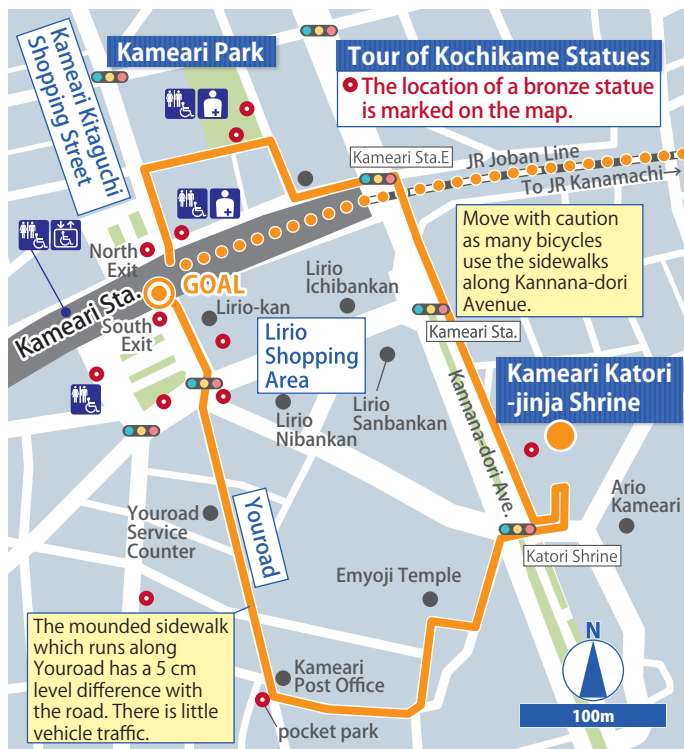 Kameari Park
Tour of Kochikame Statues
The location of a bronze statue
is marked on the map.
Kameari Kitaguchi
Shopping Street
Kameari Sta.E
JR Joban Line
To JR Kanamachi→
Move with caution
as many bicycles
use the sidewalks
along Kannana-dori
Avenue.
North
Exit
GOAL
Kameari Sta.
South
Exit
Lirio-kan
Lirio
Ichibankan
Lirio
Shopping
Area
Kameari Sta.
Lirio
Nibankan
Lirio
Sanbankan
Kannana-dori Ave.
Kameari Katori
-jinja Shrine
Ario
Kameari
Katori Shrine
Youroad
Service
Counter
Youroad
Emyoji Temple
The mounded sidewalk
which runs along
Youroad has a 5 cm
level difference with
the road. There is little
vehicle traffic.
Kameari
Post Office
pocket park
N
100m